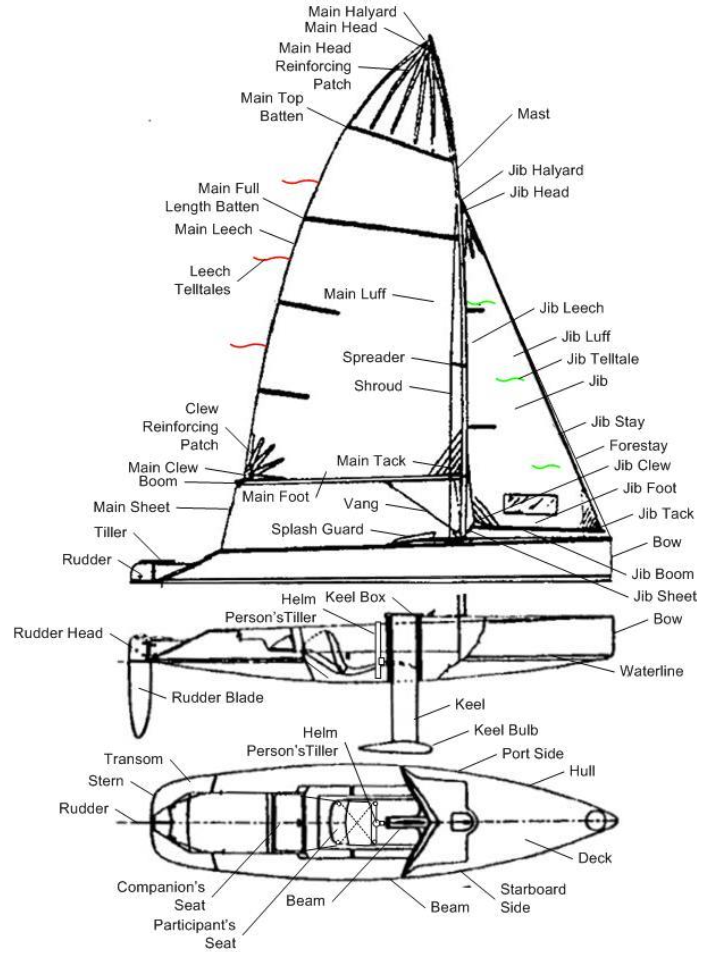 Main Halyard
Main Head
Main Head
Reinforcing
Patch
Main Top
Batten
Mast
Jib Halyard
Jib Head
Main Full
Length Batten
Main Leech
Leech
Telltales
Main Luff
Jib Leech
Jib Luff
Spreader
Jib Telltale
Shroud
Jib
Clew
Reinforcing
Patch
Jib Stay
Forestay
Main Tack
Main Clew
Jib Clew
Boom
Main Foot
Jib Foot
Main Sheet
Vang
Jib Tack
Splash Guard
Tiller
Bow
Rudder
Jib Boom
Jib Sheet
Helm
Person'sTiller
Keel Box
Bow
Rudder Head
Waterline
Rudder Blade
Keel
Helm
Person'sTiller
Keel Bulb
Port Side
Transom
Hull
Stern
Rudder
Deck
Companion's
Seat
Participant's
Seat
Beam
Beam
Starboard
Side